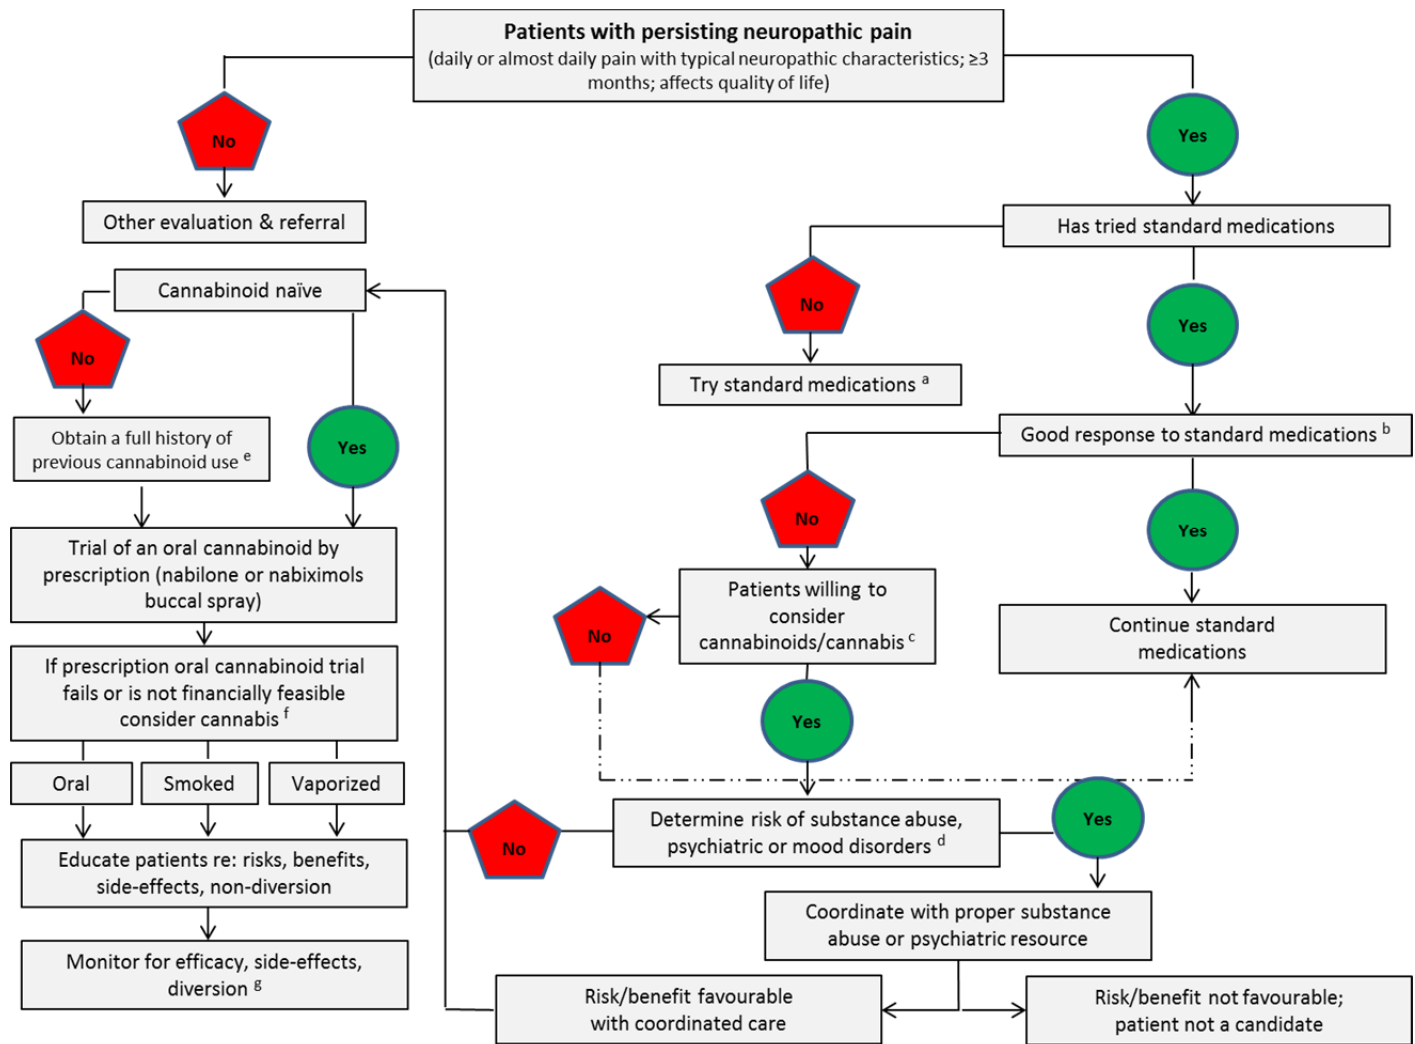 Patients with persisting neuropathic pain
(daily or almost daily pain with typical neuropathic characteristics; ≥3
months; affects quality of life)
No
Yes
Other evaluation & referral
Has tried standard medications
Cannabinoid naïve
No
Yes
No
Try standard medications a
Obtain a full history of
previous cannabinoid use e
Yes
Good response to standard medications b
No
Yes
Trial of an oral cannabinoid by
prescription (nabilone or nabiximols
buccal spray)
Patients willing to
consider
cannabinoids/cannabis c
No
Continue standard
medications
If prescription oral cannabinoid trial
fails or is not financially feasible
consider cannabis f
Yes
Oral
Smoked
Vaporized
Determine risk of substance abuse,
psychiatric or mood disorders d
Yes
No
Educate patients re: risks, benefits,
side-effects, non-diversion
Coordinate with proper substance
abuse or psychiatric resource
Monitor for efficacy, side-effects,
diversion g
Risk/benefit favourable
with coordinated care
Risk/benefit not favourable;
patient not a candidate